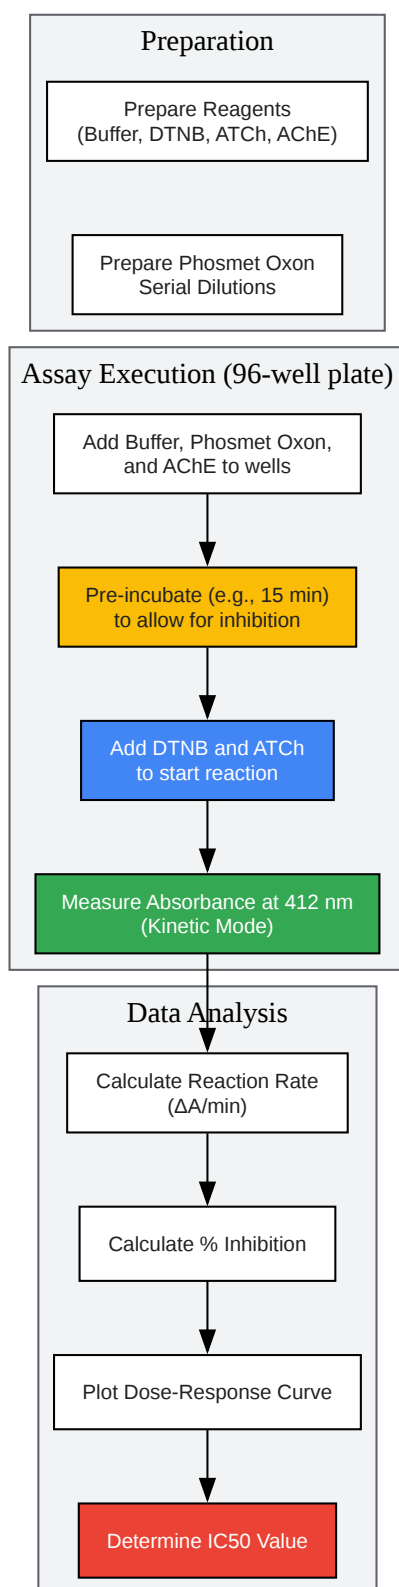 Preparation
Prepare Reagents
(Buffer, DTNB, ATCh, AChE)
Prepare Phosmet Oxon
Serial Dilutions
Assay Execution (96-well plate)
Add Buffer, Phosmet Oxon,
and AChE to wells
Pre-incubate (e.g., 15 min)
to allow for inhibition
Add DTNB and ATCh
to start reaction
Measure Absorbance at 412 nm
(Kinetic Mode)
Data Analysis
Calculate Reaction Rate
(ΔA/min)
Calculate % Inhibition
Plot Dose-Response Curve
Determine IC50 Value